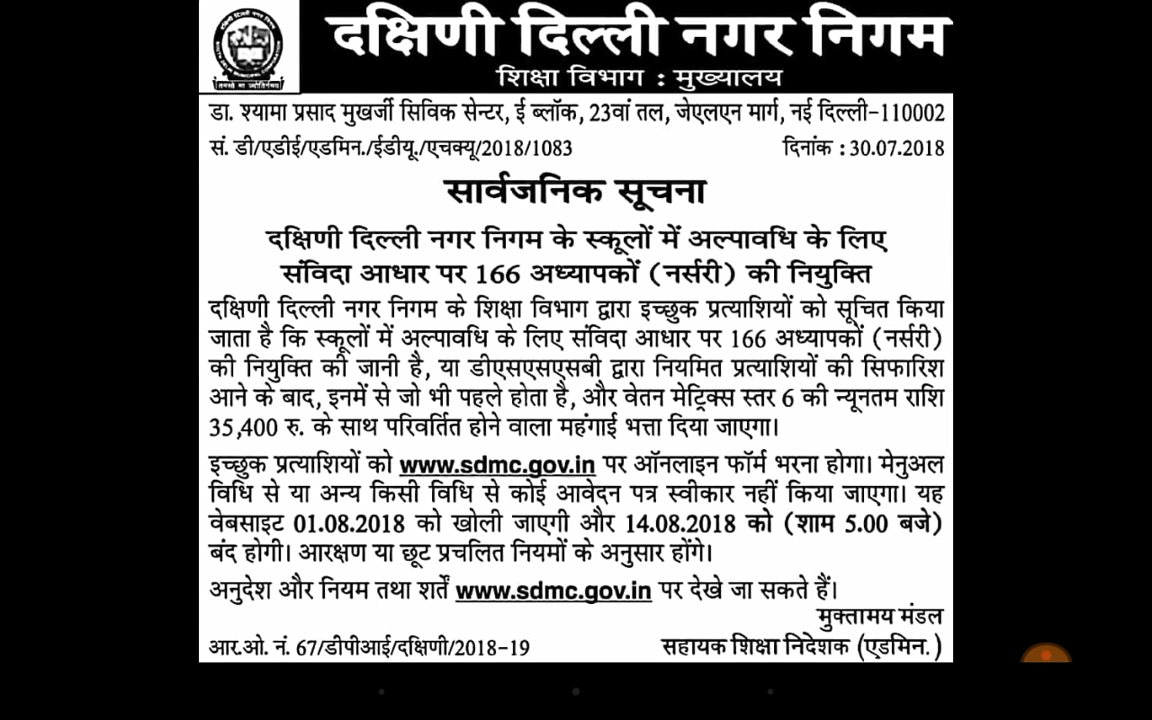 दक्षिणी दिल्ली नगर निगम
शिक्षा विभाग : मुख्यालय
डा. श्यामा प्रसाद मुखर्जी सिविक सेन्टर, ई ब्लॉक, 23वां तल, जेएलएन मार्ग, नई दिल्ली-110002
सं. डी/एडीई/एडमिन./ईडीयू./एचक्यू/2018/1083 दिनांक : 30.07.2018
सार्वजनिक सूचना
दक्षिणी दिल्ली नगर निगम के स्कूलों में अल्पावधि के लिए
संविदा आधार पर 166 अध्यापकों (नर्सरी) की नियुक्ति
दक्षिणी दिल्ली नगर निगम के शिक्षा विभाग द्वारा इच्छुक प्रत्याशियों को सूचित किया
जाता है कि स्कूलों में अल्पावधि के लिए संविदा आधार पर 166 अध्यापकों (नर्सरी)
की नियुक्ति की जानी है, या डीएसएसएसबी द्वारा नियमित प्रत्याशियों की सिफारिश
आने के बाद, इनमें से जो भी पहले होता है, और वेतन मेट्रिक्स स्तर 6 की न्यूनतम राशि
35,400 रु. के साथ परिवर्तित होने वाला महंगाई भत्ता दिया जाएगा।
इच्छुक प्रत्याशियों को www.sdmc.gov.in पर ऑनलाइन फॉर्म भरना होगा। मेनुअल
विधि से या अन्य किसी विधि से कोई आवेदन पत्र स्वीकार नहीं किया जाएगा। यह
वेबसाइट 01.08.2018 को खोली जाएगी और 14.08.2018 को (शाम 5.00 बजे)
बंद होगी। आरक्षण या छूट प्रचलित नियमों के अनुसार होंगे।
अनुदेश और नियम तथा शर्तें www.sdmc.gov.in पर देखे जा सकते हैं।
मुक्तामय मंडल
आर.ओ. नं. 67/डीपीआई/दक्षिणी/2018-19 सहायक शिक्षा निदेशक (एडमिन.)